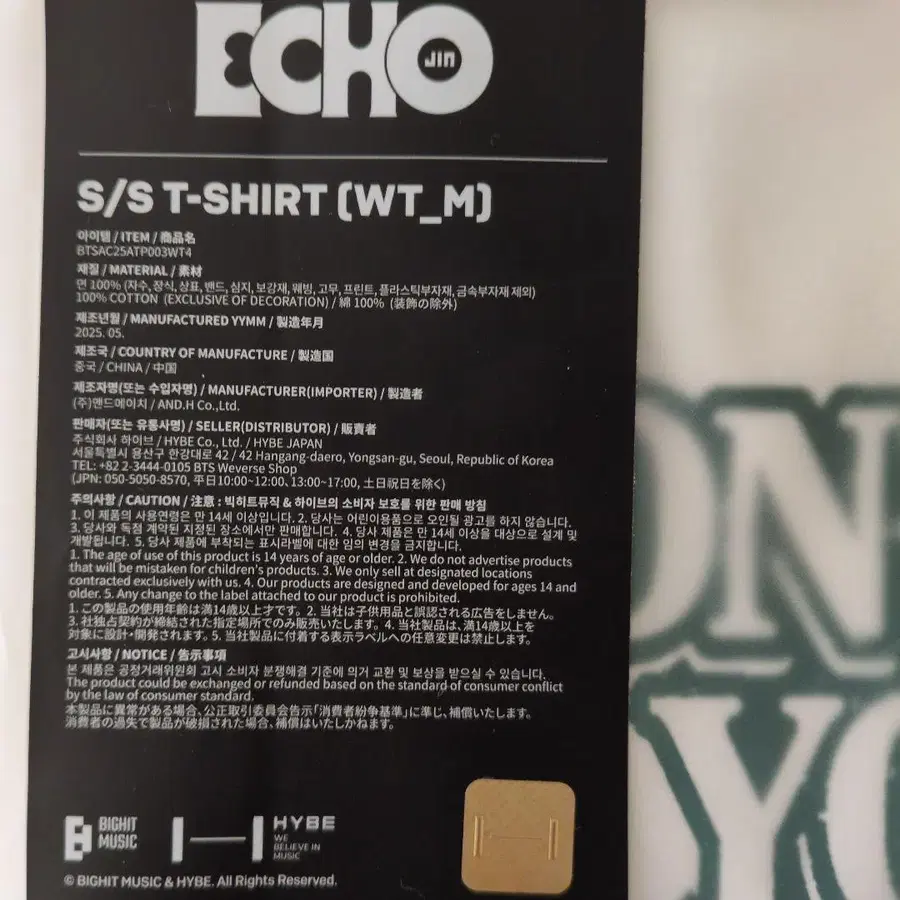 ECHO
Jin
S/S T-SHIRT (WT_M)
아이템 / ITEM / 商品名
BTSAC25ATP003WT4
재질 / MATERIAL / 素材
면 100% (자수, 장식, 상표, 밴드, 심지, 보강재, 웨빙, 고무, 프린트, 플라스틱부자재, 금속부자재 제외)
100% COTTON (EXCLUSIVE OF DECORATION) / 綿 100% (装飾の除外)
제조년월 / MANUFACTURED YYMM / 製造年月
2025. 05.
제조국 / COUNTRY OF MANUFACTURE / 製造国
중국 / CHINA / 中国
제조자명(또는 수입자명) / MANUFACTURER(IMPORTER) / 製造者
(주)앤드에이치 / AND.H Co.,Ltd.
판매자(또는 유통사명) / SELLER(DISTRIBUTOR) / 販賣者
주식회사 하이브 / HYBE Co., Ltd. / HYBE JAPAN
서울특별시 용산구 한강대로 42 / 42 Hangang-daero, Yongsan-gu, Seoul, Republic of Korea
TEL: +82 2-3444-0105 BTS Weverse Shop
(JPN: 050-5050-8570, 平日10:00~12:00、13:00~17:00, 土日祝日を除く)
주의사항 / CAUTION / 注意 : 빅히트뮤직 & 하이브의 소비자 보호를 위한 판매 방침
1. 이 제품의 사용연령은 만 14세 이상입니다. 2. 당사는 어린이용품으로 오인될 광고를 하지 않습니다.
3. 당사와 독점 계약된 지정된 장소에서만 판매합니다. 4. 당사 제품은 만 14세 이상을 대상으로 설계 및
개발됩니다. 5. 당사 제품에 부착되는 표시라벨에 대한 임의 변경을 금지합니다.
1. The age of use of this product is 14 years of age or older. 2. We do not advertise products
that will be mistaken for children's products. 3. We only sell at designated locations
contracted exclusively with us. 4. Our products are designed and developed for ages 14 and
older. 5. Any change to the label attached to our product is prohibited.
1. この製品の使用年齢は満14歳以上才です。 2. 当社は子供用品と誤認される広告をしません。
3. 社独占契約が締結された指定場所でのみ販売いたします。 4. 当社製品は、満14歳以上を
対象に設計・開発されます。 5. 当社製品に付着する表示ラベルへの任意変更は禁止します。
고시사항 / NOTICE / 告示事項
본 제품은 공정거래위원회 고시 소비자 분쟁해결 기준에 의거 교환 및 보상을 받으실 수 있습니다.
The product could be exchanged or refunded based on the standard of consumer conflict
by the law of consumer standard.
本製品に異常がある場合、公正取引委員会告示「消費者紛争基準」に準じ、補償いたします。
消費者の過失で製品が破損された場合、補償はいたしかねます。
BIGHIT
MUSIC
HYBE
WE
BELIEVE IN
MUSIC
© BIGHIT MUSIC & HYBE. All Rights Reserved.
ON
YO